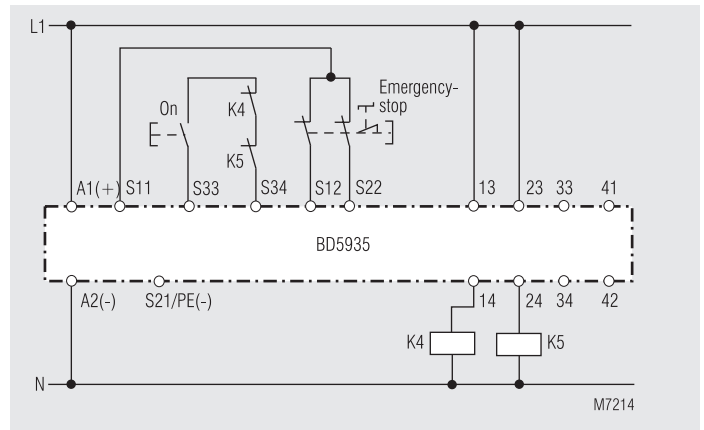 L1
Emergency-
stop
On
K4
K5
A1(+) S11 S33 S34 S12 S22 13 23 33 41
BD5935
A2(-) S21/PE(-) 14 24 34 42
K4 K5
N
M7214